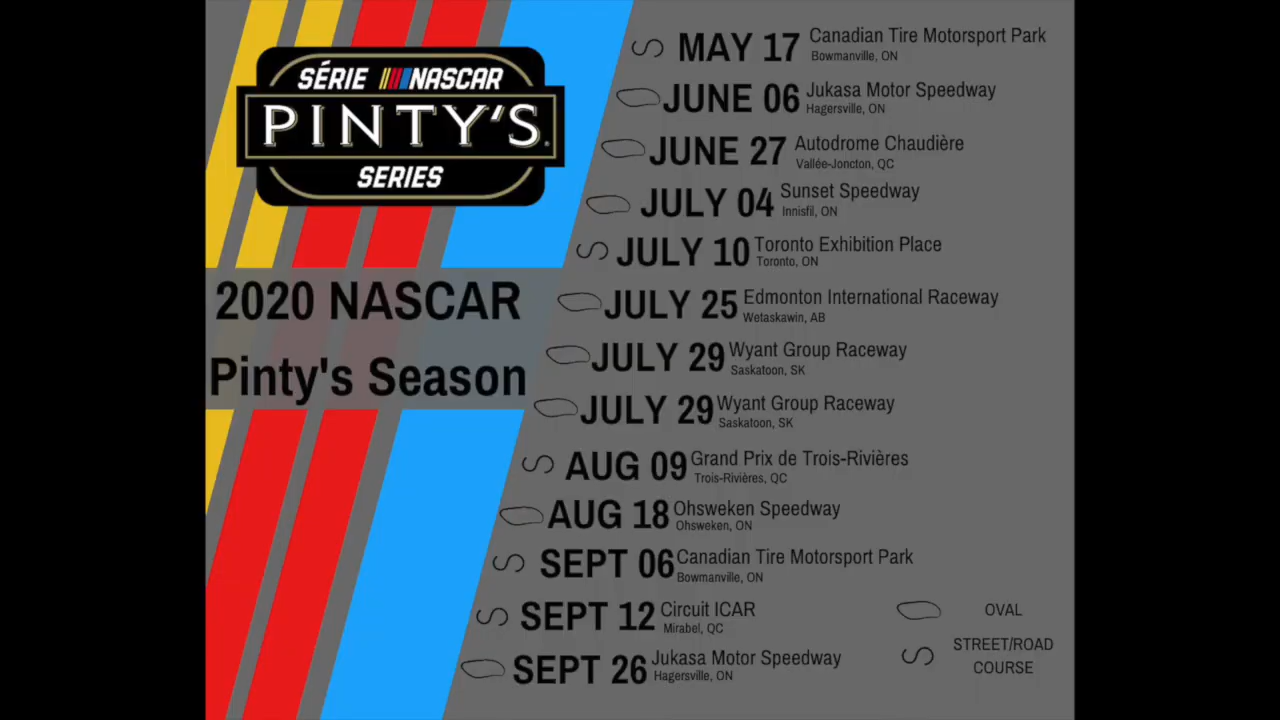 SÉRIE NASCAR
PINTY'S
SERIES
2020 NASCAR
Pinty's Season
MAY 17 Canadian Tire Motorsport Park
Bowmanville, ON
JUNE 06 Jukasa Motor Speedway
Hagersville, ON
JUNE 27 Autodrome Chaudière
Vallée-Joncton, QC
JULY 04 Sunset Speedway
Innisfil, ON
JULY 10 Toronto Exhibition Place
Toronto, ON
JULY 25 Edmonton International Raceway
Wetaskawin, AB
JULY 29 Wyant Group Raceway
Saskatoon, SK
JULY 29 Wyant Group Raceway
Saskatoon, SK
AUG 09 Grand Prix de Trois-Rivières
Trois-Rivières, QC
AUG 18 Ohsweken Speedway
Ohsweken, ON
SEPT 06 Canadian Tire Motorsport Park
Bowmanville, ON
SEPT 12 Circuit ICAR
Mirabel, QC
SEPT 26 Jukasa Motor Speedway
Hagersville, ON
OVAL
STREET/ROAD
COURSE